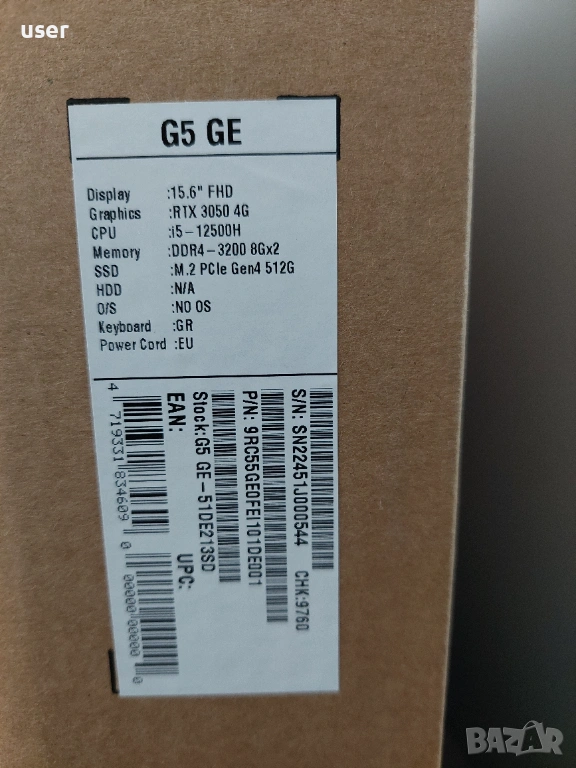 user
G5 GE
Display :15.6" FHD
Graphics :RTX 3050 4G
CPU :i5-12500H
Memory :DDR4-3200 8Gx2
SSD :M.2 PCIe Gen4 512G
HDD :N/A
O/S :NO OS
Keyboard :GR
Power Cord :EU
S/N: SN22451J000544 CHK:9760
P/N: 9RC55GE0FEI101DE001
Stock:G5 GE-51DE213SD
EAN: UPC:
4 719331 834609 0 00000 00000 0
BAZAR